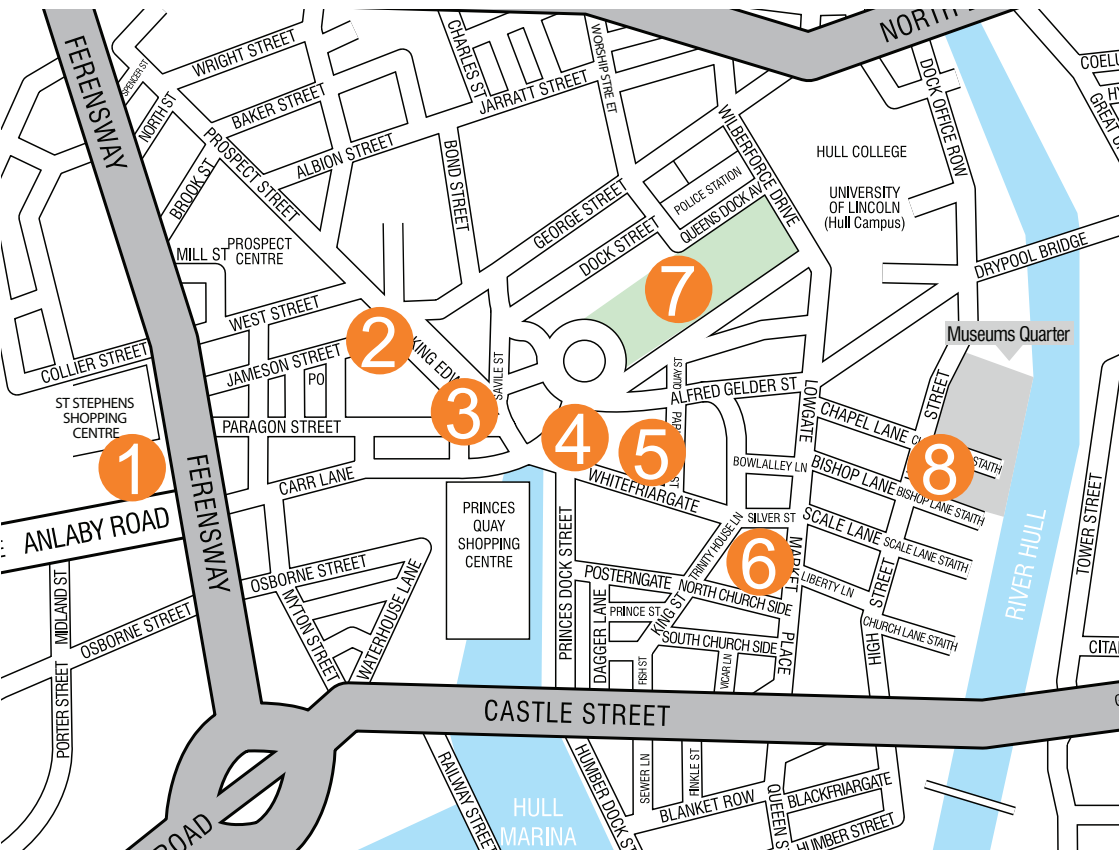 FERENSWAY
WRIGHT STREET
SPENCER ST
NORTH ST
BAKER STREET
PROSPECT STREET
ALBION STREET
BROOK ST
CHARLES ST
JARRATT STREET
BOND STREET
WORSHIP STRE ET
WILBERFORCE DRIVE
DOCK OFFICE ROW
HULL COLLEGE
UNIVERSITY
OF LINCOLN
(Hull Campus)
POLICE STATION
QUEENS DOCK AV
GEORGE STREET
DOCK STREET
DRYPOOL BRIDGE
MILL ST
PROSPECT
CENTRE
WEST STREET
COLLIER STREET
JAMESON STREET
PO
ST STEPHENS
SHOPPING
CENTRE
PARAGON STREET
SAVILE ST
7
2
3
1
4
5
8
6
Museums Quarter
QUAY ST
ALFRED GELDER ST
LOWGATE
CHAPEL LANE
STREET
STAITH
BOWLALLEY LN
BISHOP LANE
BISHOP LANE STAITH
CARR LANE
WHITEFRIARGATE
FERENSWAY
ANLABY ROAD
PRINCES
QUAY
SHOPPING
CENTRE
PRINCES DOCK STREET
SILVER ST
SCALE LANE
SCALE LANE STAITH
TRINITY HOUSE LN
MARKET
PLACE
LIBERTY LN
CHURCH LANE STAITH
HIGH
STREET
RIVER HULL
TOWER STREET
MIDLAND ST
OSBORNE STREET
OSBORNE STREET
MYTON STREET
WATERHOUSE LANE
PORTER STREET
POSTERNGATE
NORTH CHURCH SIDE
DAGGER LANE
PRINCE ST
KING ST
SOUTH CHURCH SIDE
FISH ST
VICAR LN
CASTLE STREET
RAILWAY STREET
HULL
MARINA
HUMBER DOCK ST
SEWER LN
FINKLE ST
BLANKET ROW
BLACKFRIARGATE
HUMBER STREET
ROAD